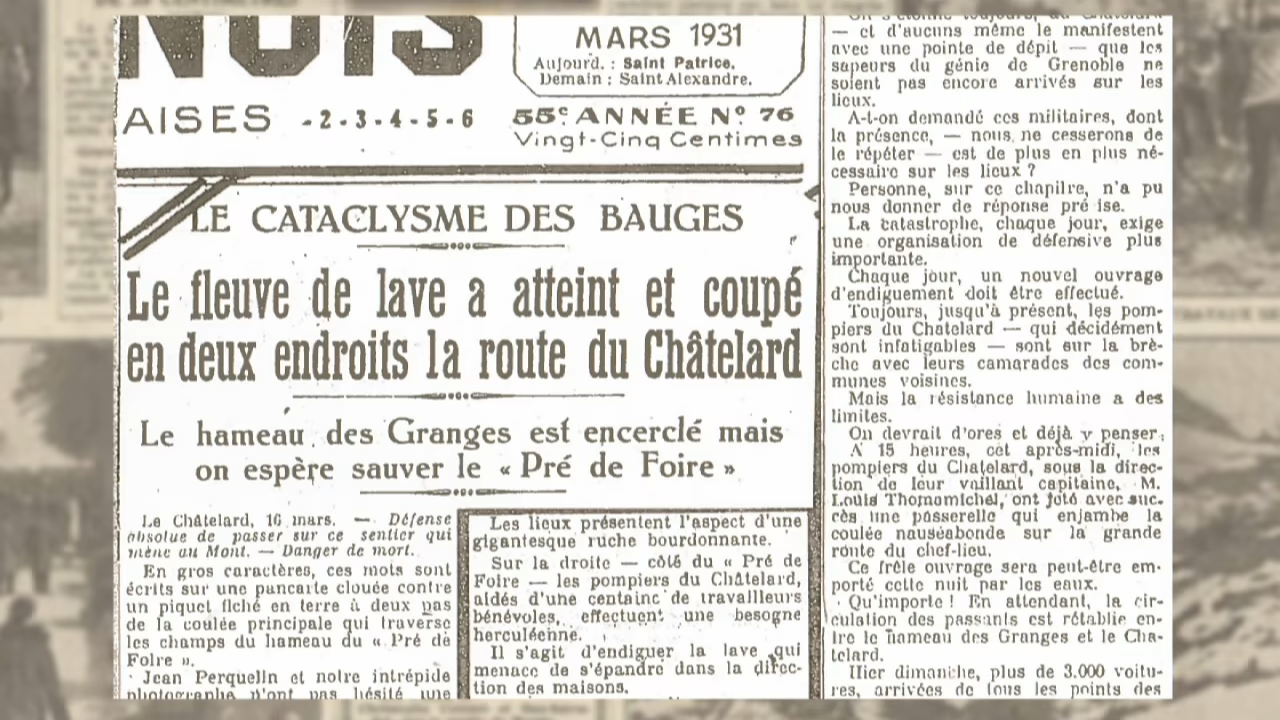 NOIS
MARS 1931
Aujourd. : Saint Patrice.
Demain : Saint Alexandre.
AISES - 2 - 3 - 4 - 5 - 6
55e ANNÉE No 76
Vingt-Cinq Centimes
LE CATACLYSME DES BAUGES
Le fleuve de lave a atteint et coupé
en deux endroits la route du Châtelard
Le hameau des Granges est encerclé mais
on espère sauver le « Pré de Foire »
Le Châtelard, 16 mars. — Défense
absolue de passer sur ce sentier qui
mène au Mont. — Danger de mort.
En gros caractères, ces mots sont
écrits sur une pancarte clouée contre
un piquet fiché en terre à deux pas
de la coulée principale qui traverse
les champs du hameau du « Pré de
Foire ».
Jean Perquelin et notre intrépide
photographe n'ont pas hésité une
Les lieux présentent l'aspect d'une
gigantesque ruche bourdonnante.
Sur la droite — côté du « Pré de
Foire — les pompiers du Châtelard,
aidés d'une centaine de travailleurs
bénévoles, effectuent une besogne
herculéenne.
Il s'agit d'endiguer la lave qui
menace de s'épandre dans la direc-
tion des maisons.
On s'étonne toujours, au Châtelard
— et d'aucuns même le manifestent
avec une pointe de dépit — que les
sapeurs du génie de Grenoble ne
soient pas encore arrivés sur les
lieux.
A-t-on demandé ces militaires, dont
la présence, — nous ne cesserons de
le répéter — est de plus en plus né-
cessaire sur les lieux ?
Personne, sur ce chapitre, n'a pu
nous donner de réponse pré ise.
La catastrophe, chaque jour, exige
une organisation de défensive plus
importante.
Chaque jour, un nouvel ouvrage
d'endiguement doit être effectué.
Toujours, jusqu'à présent, les pom-
piers du Chatelard — qui décidément
sont infatigables — sont sur la brè-
che avec leurs camarades des com-
munes voisines.
Mais la résistance humaine a des
limites.
On devrait d'ores et déjà y penser.
A 15 heures, cet après-midi, les
pompiers du Chatelard, sous la direc-
tion de leur vaillant capitaine, M.
Louis Thomamichel, ont jeté avec suc-
cès une passerelle qui enjambe la
coulée nauséabonde sur la grande
route du chef-lieu.
Ce frêle ouvrage sera peut-être em-
porté cette nuit par les eaux.
Qu'importe ! En attendant, la cir-
culation des passants est rétablie en-
tre le hameau des Granges et le Cha-
telard.
Hier dimanche, plus de 3.000 voitu-
res, arrivées de tous les points des